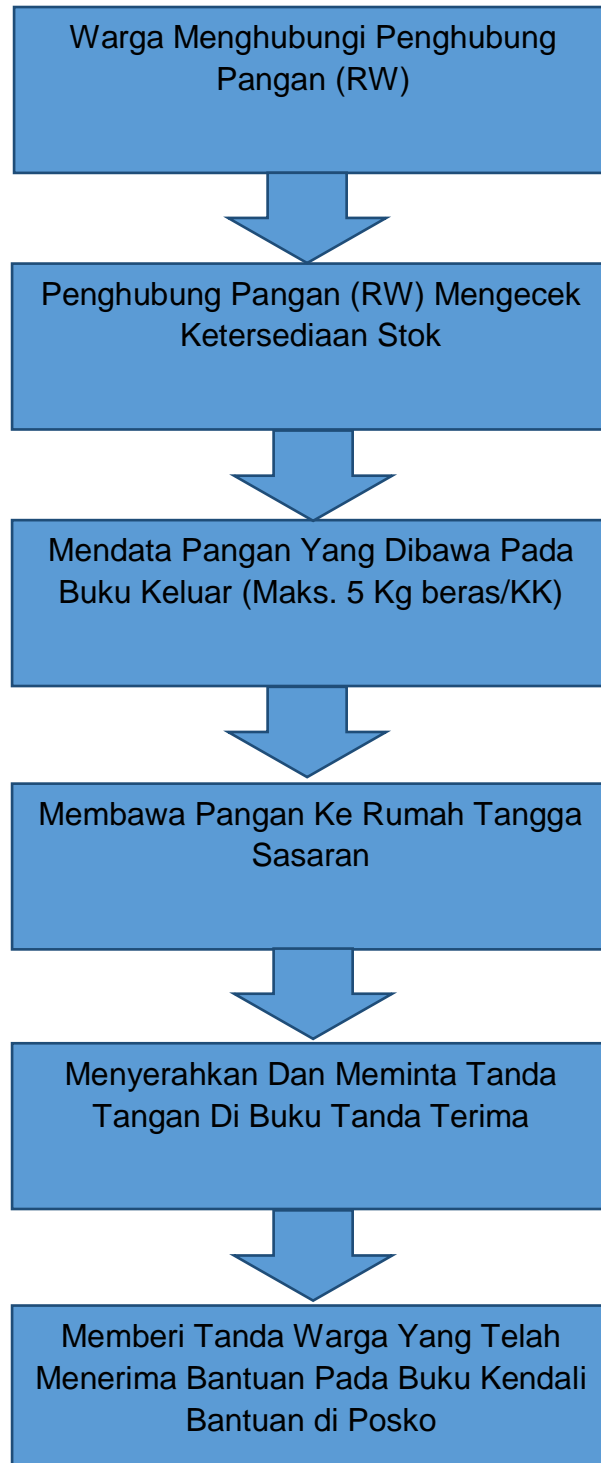 Warga Menghubungi Penghubung
Pangan (RW)
Penghubung Pangan (RW) Mengecek
Ketersediaan Stok
Mendata Pangan Yang Dibawa Pada
Buku Keluar (Maks. 5 Kg beras/KK)
Membawa Pangan Ke Rumah Tangga
Sasaran
Menyerahkan Dan Meminta Tanda
Tangan Di Buku Tanda Terima
Memberi Tanda Warga Yang Telah
Menerima Bantuan Pada Buku Kendali
Bantuan di Posko